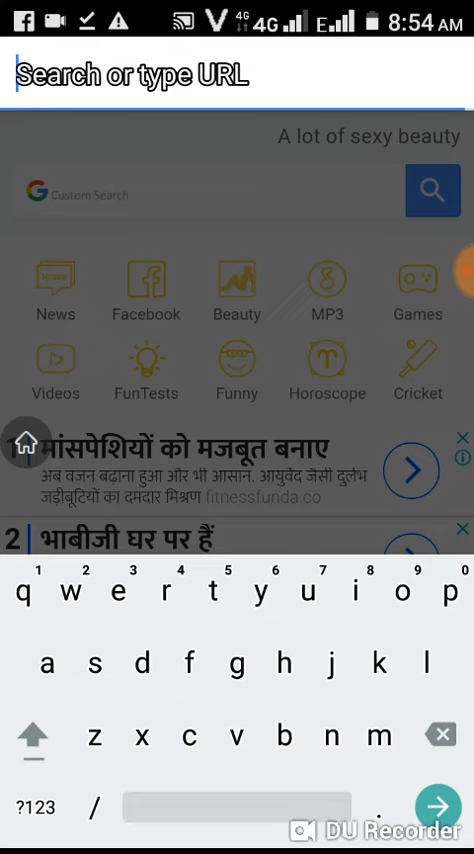 4G 4G E 8:54 AM
Search or type URL
A lot of sexy beauty
G Custom Search
News Facebook Beauty MP3 Games
Videos FunTests Funny Horoscope Cricket
मांसपेशियों को मजबूत बनाए
अब वजन बढ़ाना हुआ और भी आसान. आयुर्वेद जैसी दुर्लभ
जड़ीबूटियों का दमदार मिश्रण fitnessfunda.co
2 भाबीजी घर पर हैं
1 2 3 4 5 6 7 8 9 0
q w e r t y u i o p
a s d f g h j k l
z x c v b n m
?123 / .
DU Recorder